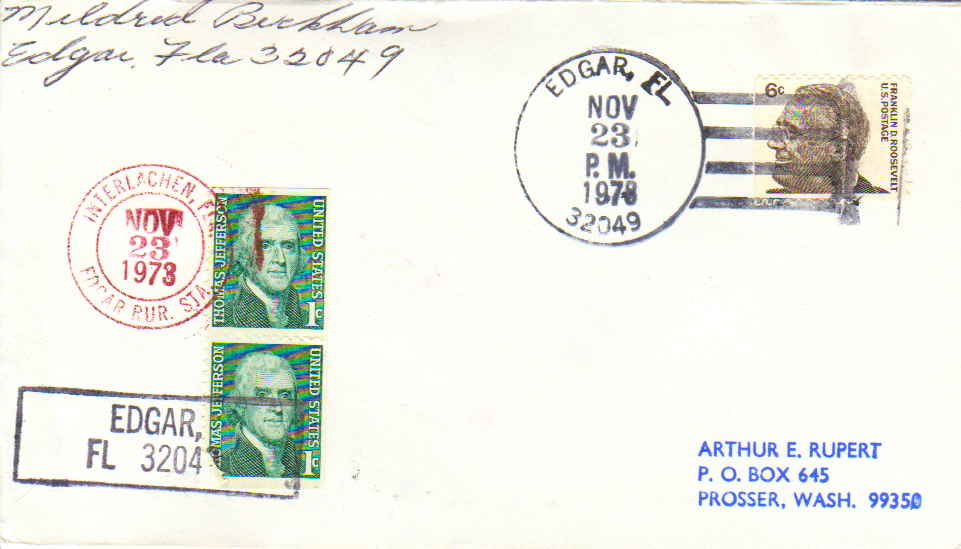 Mildred Beckham
Edgar, Fla 32049
EDGAR, FL
NOV
23
P.M.
1973
32049
6c
FRANKLIN D. ROOSEVELT
U.S. POSTAGE
INTERLACHEN, FL
NOV
23
1973
EDGAR RUR. STA.
THOMAS JEFFERSON
UNITED STATES
1c
THOMAS JEFFERSON
UNITED STATES
1c
EDGAR,
FL 3204
ARTHUR E. RUPERT
P. O. BOX 645
PROSSER, WASH. 99350